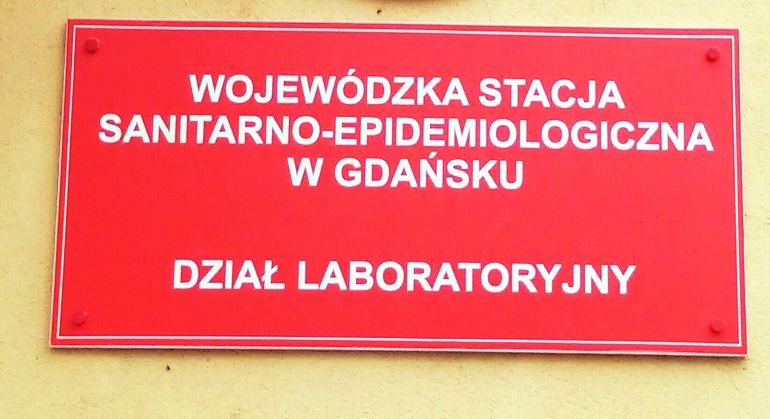 WOJEWÓDZKA STACJA
SANITARNO-EPIDEMIOLOGICZNA
W GDAŃSKU
DZIAŁ LABORATORYJNY